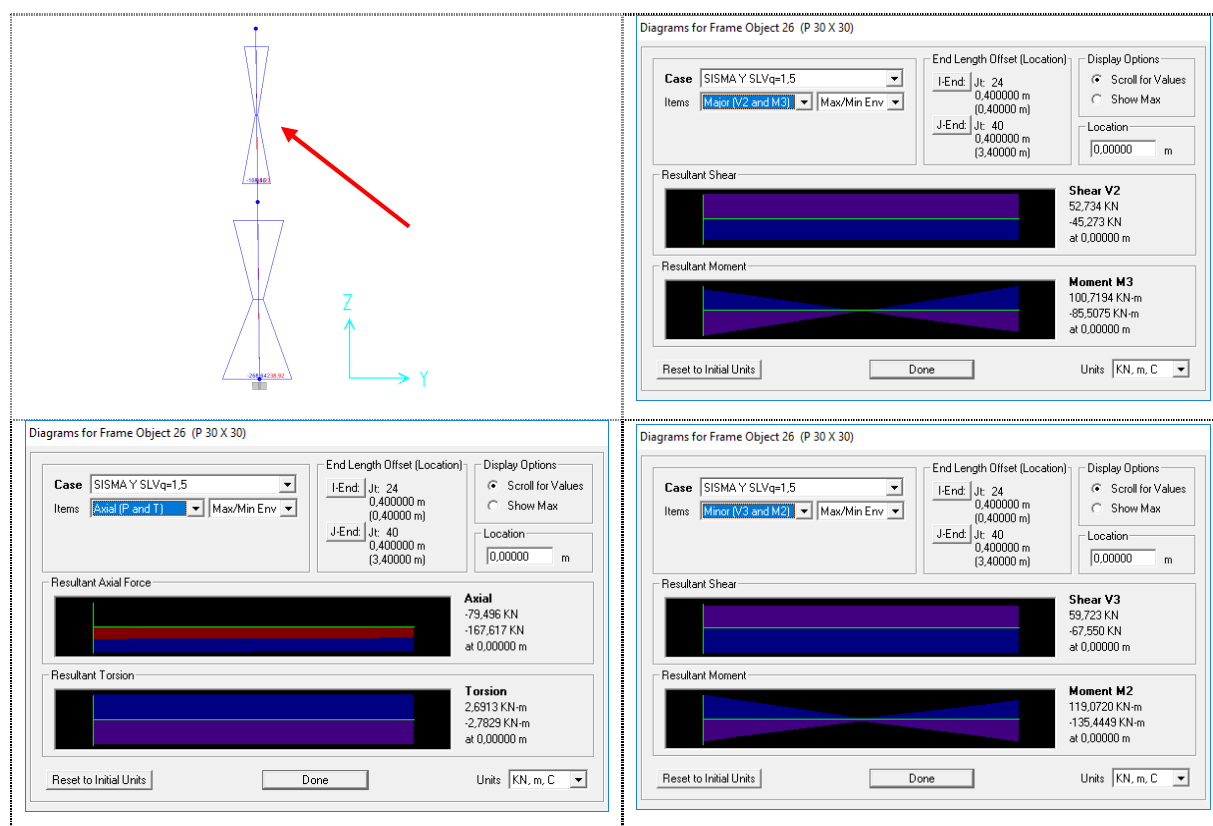 Z
Y
Diagrams for Frame Object 26 (P 30 X 30)
Case SISMA Y SLVq=1,5
Items Major (V2 and M3) Max/Min Env
End Length Offset (Location)
I-End: Jt: 24
0,400000 m
(0,40000 m)
J-End: Jt: 40
0,400000 m
(3,40000 m)
Display Options
Scroll for Values
Show Max
Location
0,00000 m
Resultant Shear
Shear V2
52,734 KN
-45,273 KN
at 0,00000 m
Resultant Moment
Moment M3
100,7194 KN-m
-85,5075 KN-m
at 0,00000 m
Reset to Initial Units
Done
Units KN, m, C
Diagrams for Frame Object 26 (P 30 X 30)
Case SISMA Y SLVq=1,5
Items Axial (P and T) Max/Min Env
End Length Offset (Location)
I-End: Jt: 24
0,400000 m
(0,40000 m)
J-End: Jt: 40
0,400000 m
(3,40000 m)
Display Options
Scroll for Values
Show Max
Location
0,00000 m
Resultant Axial Force
Axial
-79,496 KN
-167,617 KN
at 0,00000 m
Resultant Torsion
Torsion
2,6913 KN-m
-2,7829 KN-m
at 0,00000 m
Reset to Initial Units
Done
Units KN, m, C
Diagrams for Frame Object 26 (P 30 X 30)
Case SISMA Y SLVq=1,5
Items Minor (V3 and M2) Max/Min Env
End Length Offset (Location)
I-End: Jt: 24
0,400000 m
(0,40000 m)
J-End: Jt: 40
0,400000 m
(3,40000 m)
Display Options
Scroll for Values
Show Max
Location
0,00000 m
Resultant Shear
Shear V3
59,723 KN
-67,550 KN
at 0,00000 m
Resultant Moment
Moment M2
119,0720 KN-m
-135,4449 KN-m
at 0,00000 m
Reset to Initial Units
Done
Units KN, m, C